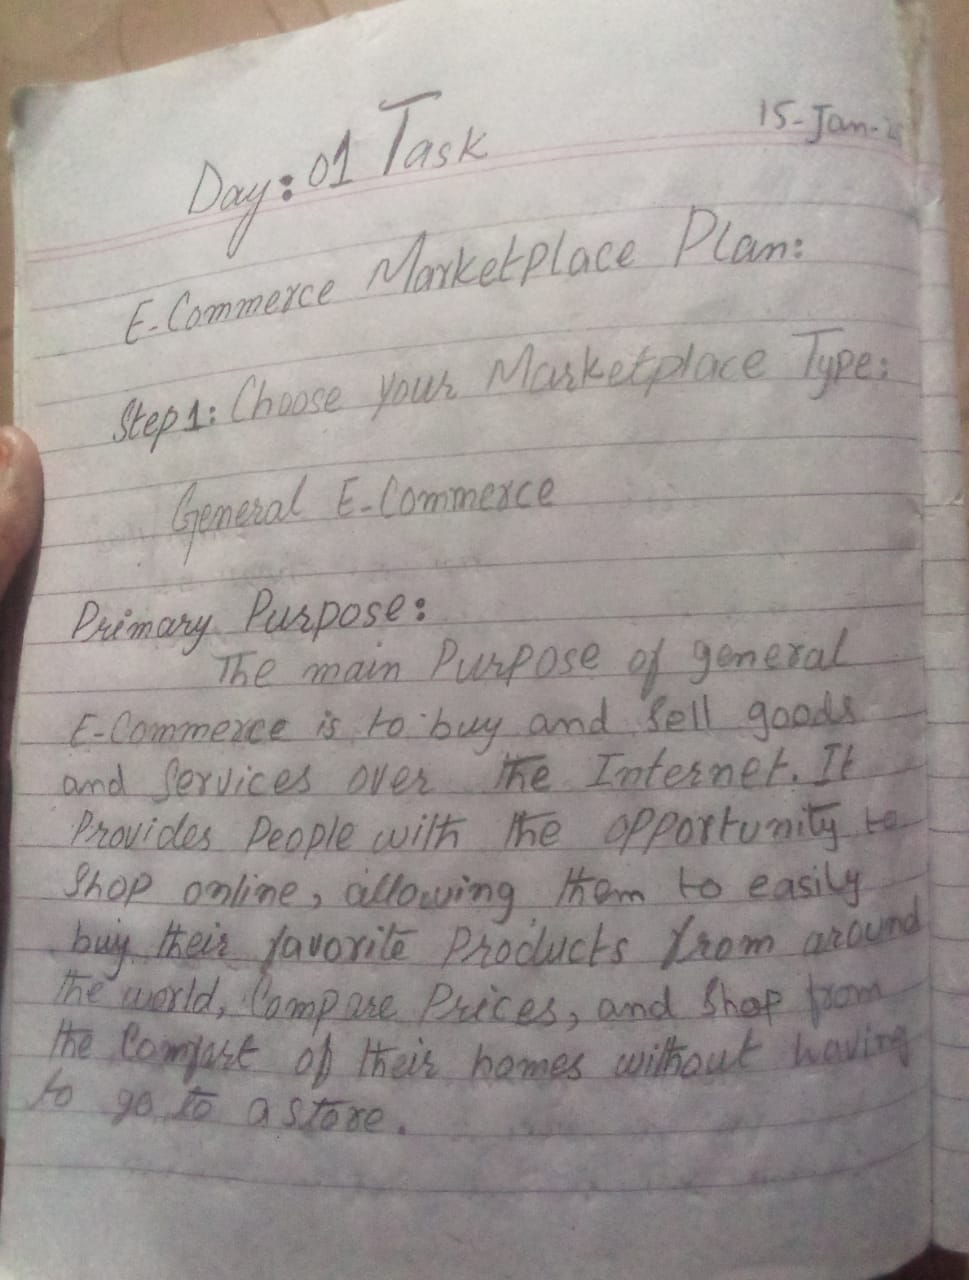 15-Jan-2
Day: 01 Task
E-Commerce Marketplace Plan:
Step 1: Choose your Marketplace Type:
General E-Commerce
Primary Purpose:
The main Purpose of general
E-Commerce is to buy and sell goods
and Services over the Internet. It
Provides People with the opportunity to
Shop online, allowing them to easily
buy their favorite Products from around
the world, Compare Prices, and Shop from
the Comfort of their homes without having
to go to a store.